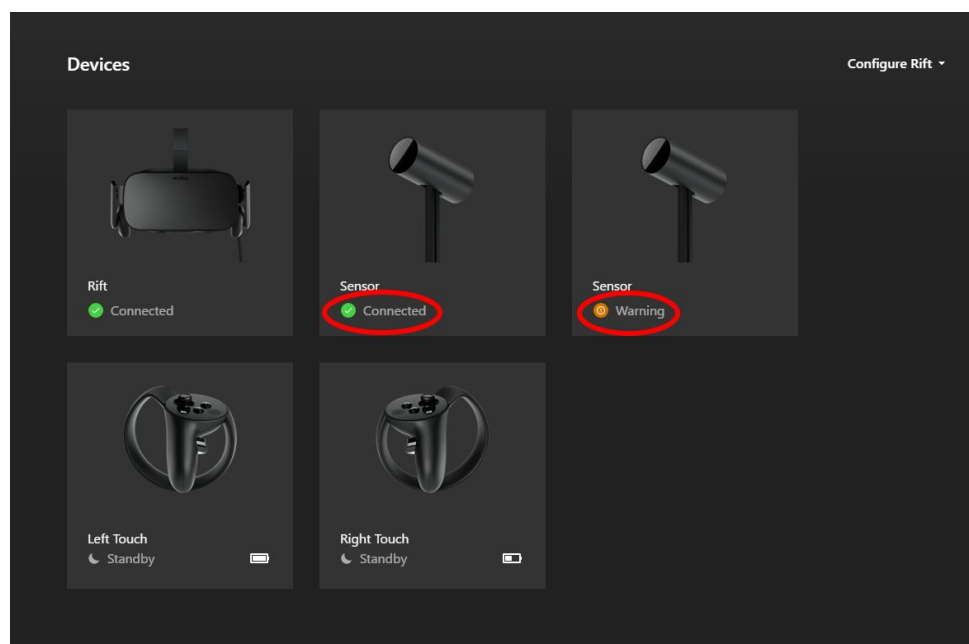 Devices
Configure Rift
Rift
Connected
Sensor
Connected
Sensor
Warning
Left Touch
Standby
Right Touch
Standby